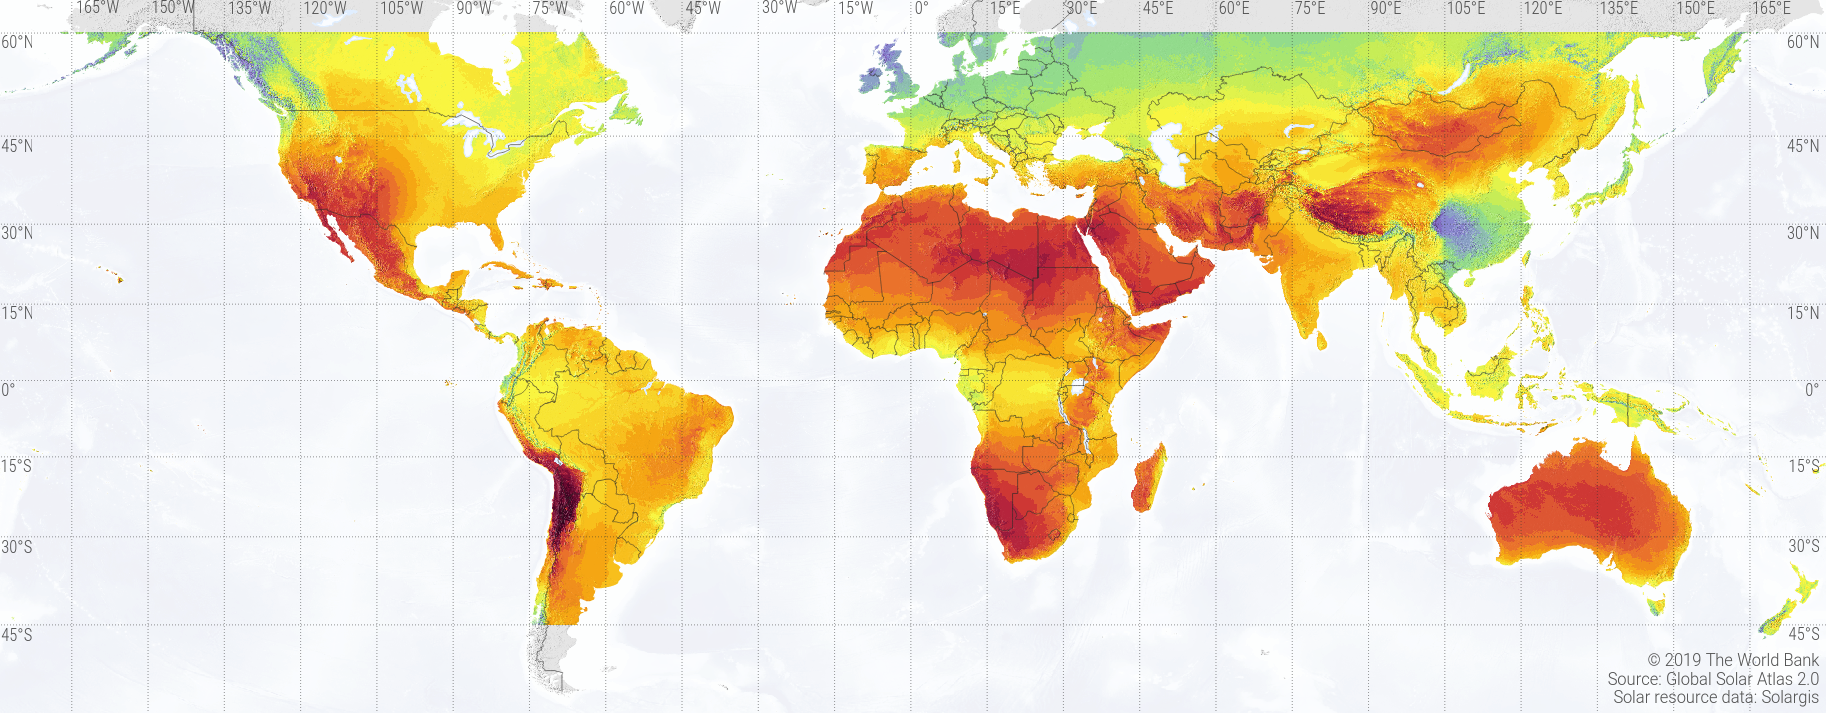 165°W 150°W 135°W 120°W 105°W 90°W 75°W 60°W 45°W 30°W 15°W 0° 15°E 30°E 45°E 60°E 75°E 90°E 105°E 120°E 135°E 150°E 165°E
60°N 60°N
45°N 45°N
30°N 30°N
15°N 15°N
0° 0°
15°S 15°S
30°S 30°S
45°S 45°S
© 2019 The World Bank
Source: Global Solar Atlas 2.0
Solar resource data: Solargis